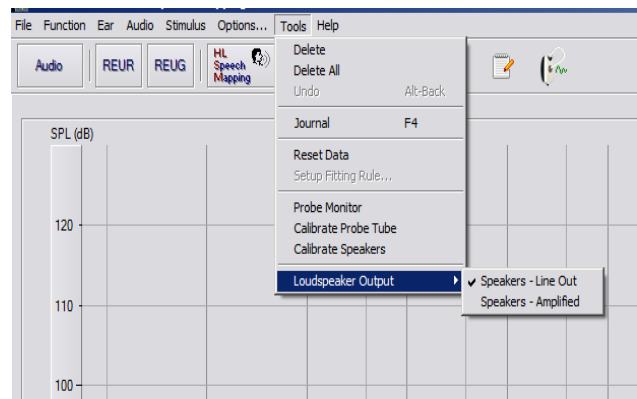 File Function Ear Audio Stimulus Options... Tools Help
Audio REUR REUG HL Speech Mapping
Delete
Delete All
Undo Alt-Back
Journal F4
Reset Data
Setup Fitting Rule...
Probe Monitor
Calibrate Probe Tube
Calibrate Speakers
Loudspeaker Output
Speakers - Line Out
Speakers - Amplified
SPL (dB)
120
110
100